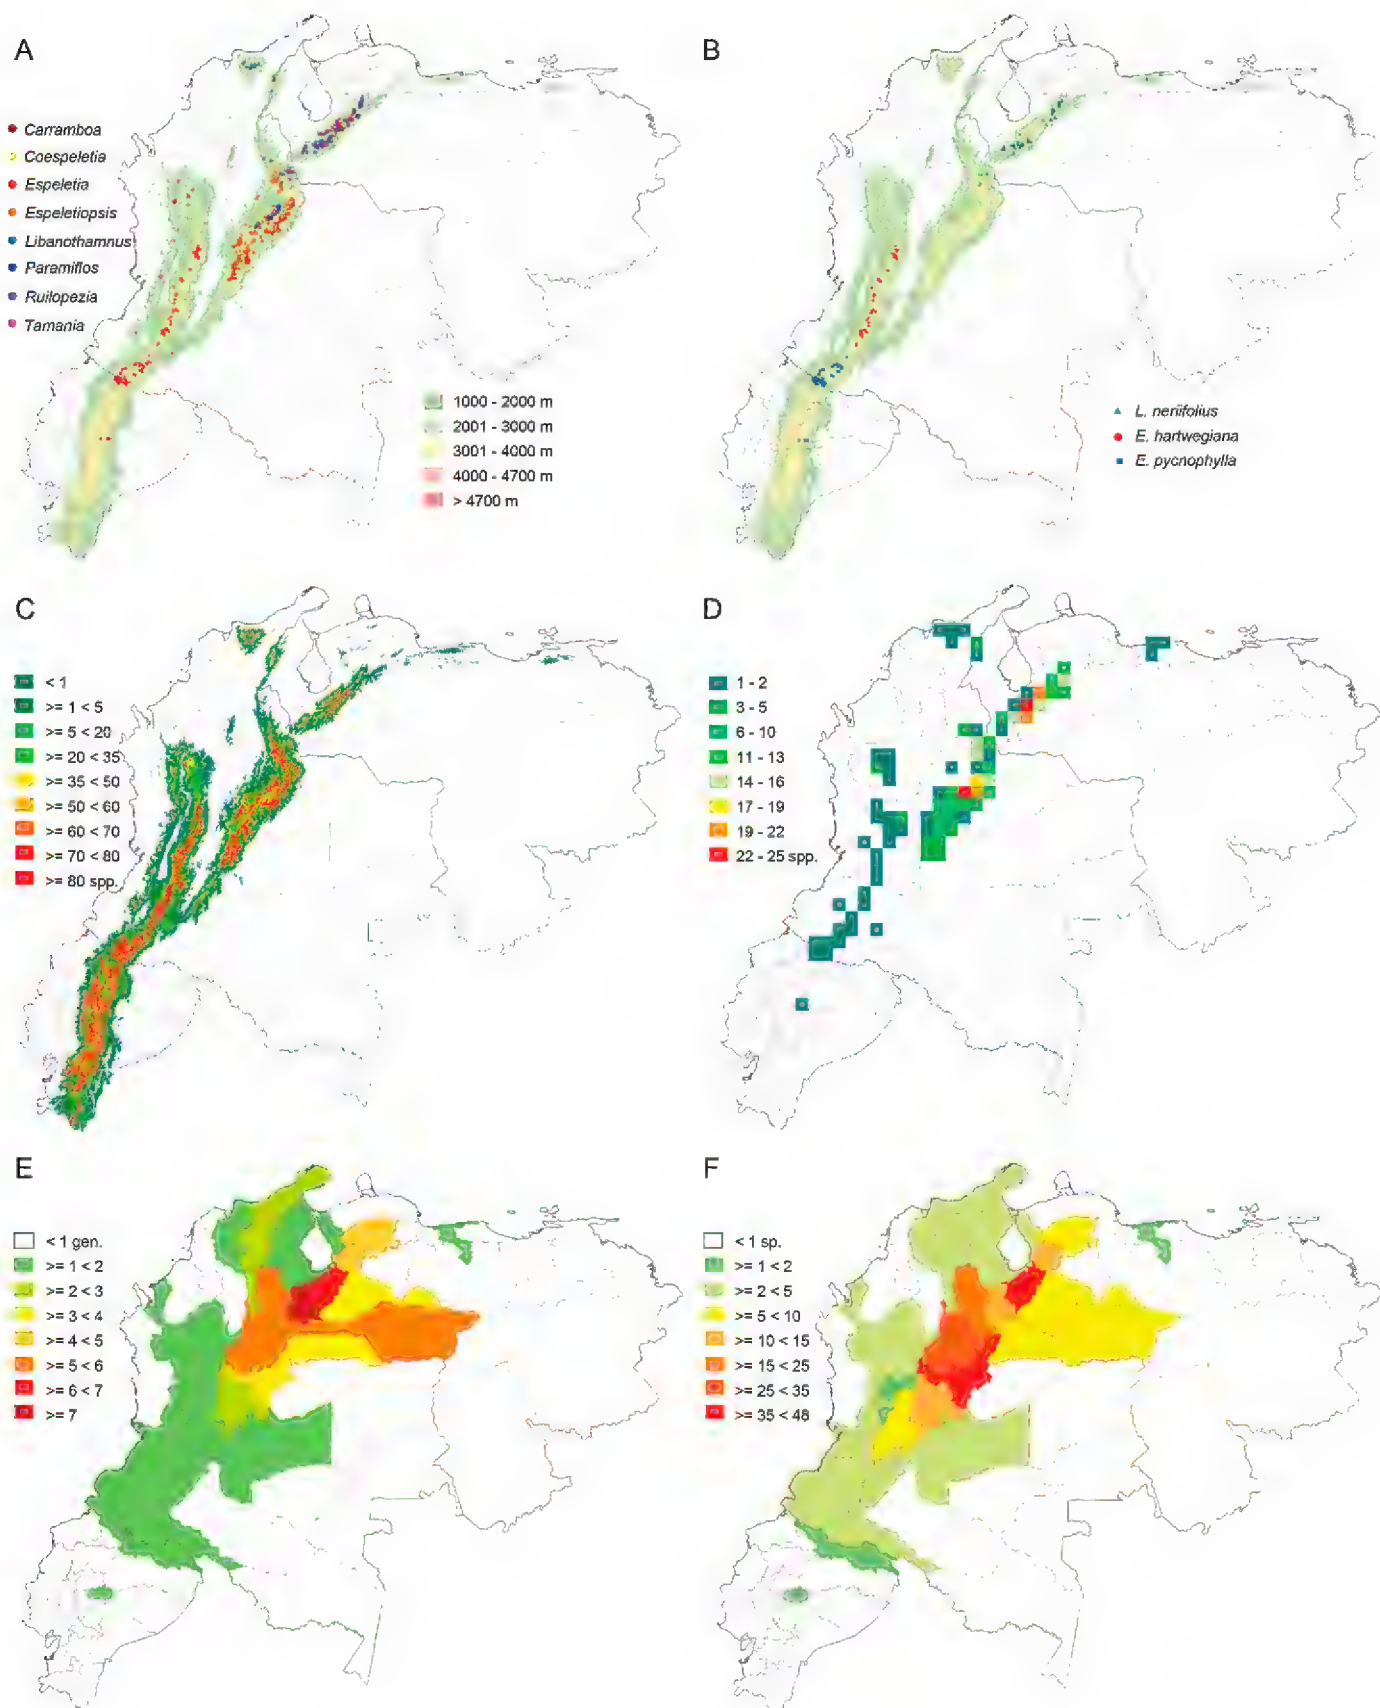 A
Carramboa
Coespeletia
Espeletia
Espeletiopsis
Libanothamnus
Paramiflos
Ruilopezia
Tamania
1000 - 2000 m
2001 - 3000 m
3001 - 4000 m
4000 - 4700 m
> 4700 m
B
L. neriifolius
E. hartwegiana
E. pycnophylla
C
< 1
>= 1 < 5
>= 5 < 20
>= 20 < 35
>= 35 < 50
>= 50 < 60
>= 60 < 70
>= 70 < 80
>= 80 spp.
D
1 - 2
3 - 5
6 - 10
11 - 13
14 - 16
17 - 19
19 - 22
22 - 25 spp.
E
< 1 gen.
>= 1 < 2
>= 2 < 3
>= 3 < 4
>= 4 < 5
>= 5 < 6
>= 6 < 7
>= 7
F
< 1 sp.
>= 1 < 2
>= 2 < 5
>= 5 < 10
>= 10 < 15
>= 15 < 25
>= 25 < 35
>= 35 < 48